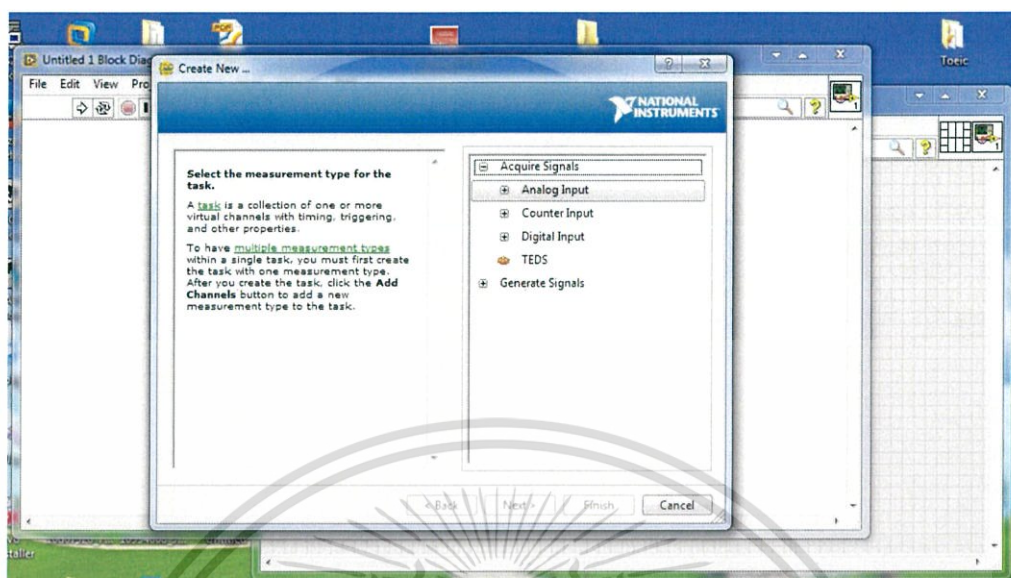 Toeic
Untitled 1 Block Diag
Create New ...
File Edit View Pro
NATIONAL
INSTRUMENTS
1
1
Select the measurement type for the
task.
A task is a collection of one or more
virtual channels with timing, triggering,
and other properties.
To have multiple measurement types
within a single task, you must first create
the task with one measurement type.
After you create the task, click the Add
Channels button to add a new
measurement type to the task.
Acquire Signals
Analog Input
Counter Input
Digital Input
TEDS
Generate Signals
< Back Next > Finish Cancel
taller